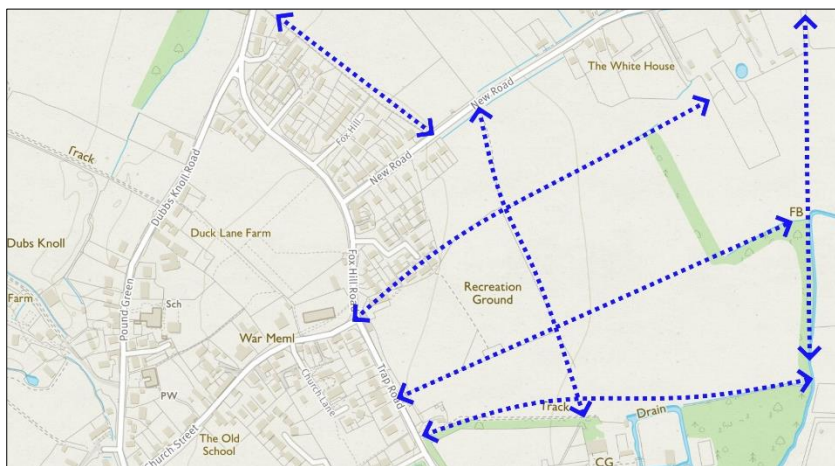 The White House
New Road
Fox Hill
Track
Dubbs Knoll Road
New Road
Dubs Knoll
Duck Lane Farm
FB
Fox Hill Road
Farm
Pound Green
Sch
Recreation
Ground
War Meml
PW
Church Lane
Trap Road
Track
Drain
The Old
School
Church Street
CG